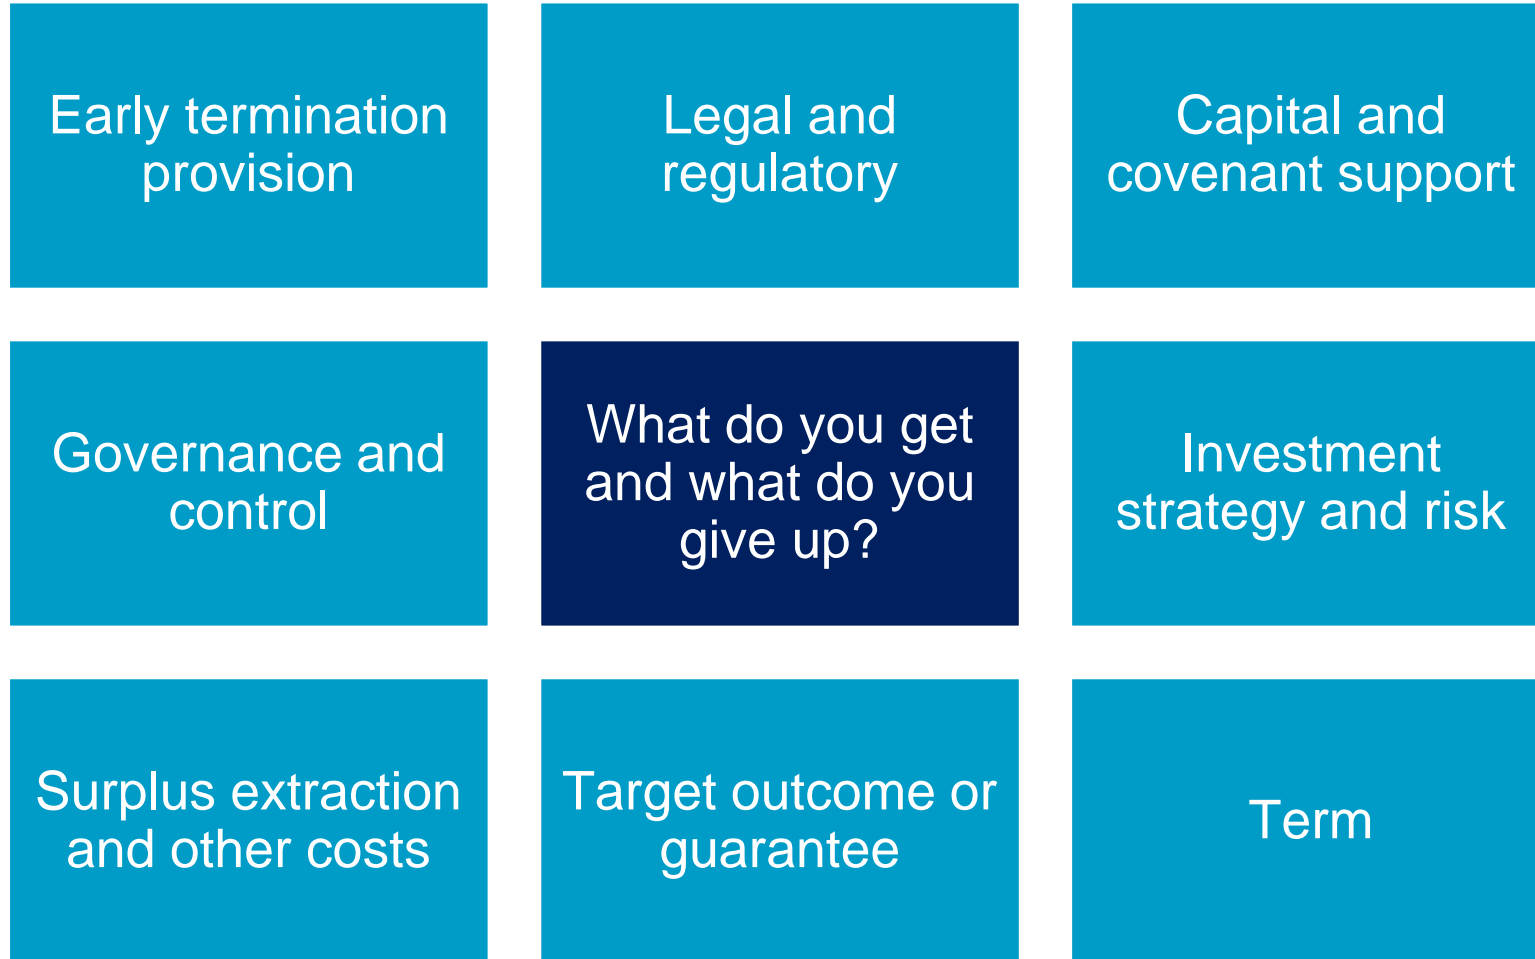 Early termination
provision
Legal and
regulatory
Capital and
covenant support
Governance and
control
What do you get
and what do you
give up?
Investment
strategy and risk
Surplus extraction
and other costs
Target outcome or
guarantee
Term